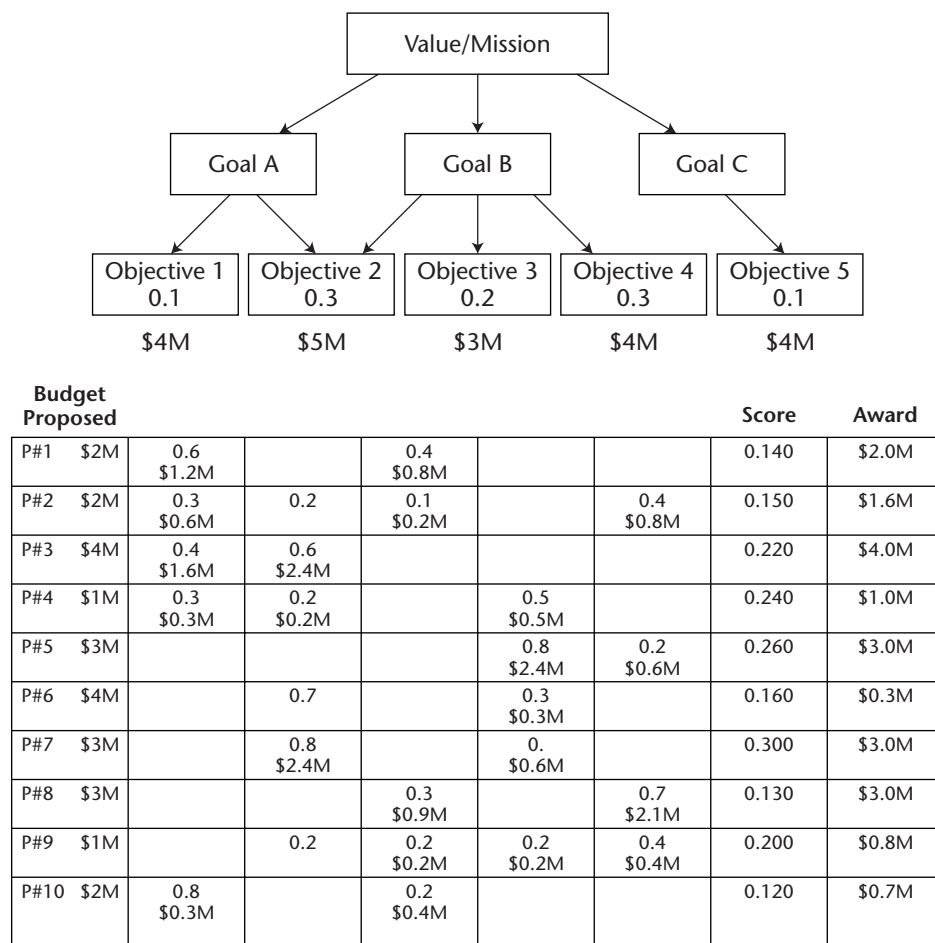 Value/Mission
Goal A Goal B Goal C
Objective 1 Objective 2 Objective 3 Objective 4 Objective 5
0.1 0.3 0.2 0.3 0.1
$4M $5M $3M $4M $4M
Budget
Proposed Score Award
P#1 $2M 0.6 0.4 0.140 $2.0M
$1.2M $0.8M
P#2 $2M 0.3 0.2 0.1 0.4 0.150 $1.6M
$0.6M $0.2M $0.8M
P#3 $4M 0.4 0.6 0.220 $4.0M
$1.6M $2.4M
P#4 $1M 0.3 0.2 0.5 0.240 $1.0M
$0.3M $0.2M $0.5M
P#5 $3M 0.8 0.2 0.260 $3.0M
$2.4M $0.6M
P#6 $4M 0.7 0.3 0.160 $0.3M
$0.3M
P#7 $3M 0.8 0. 0.300 $3.0M
$2.4M $0.6M
P#8 $3M 0.3 0.7 0.130 $3.0M
$0.9M $2.1M
P#9 $1M 0.2 0.2 0.2 0.4 0.200 $0.8M
$0.2M $0.2M $0.4M
P#10 $2M 0.8 0.2 0.120 $0.7M
$0.3M $0.4M